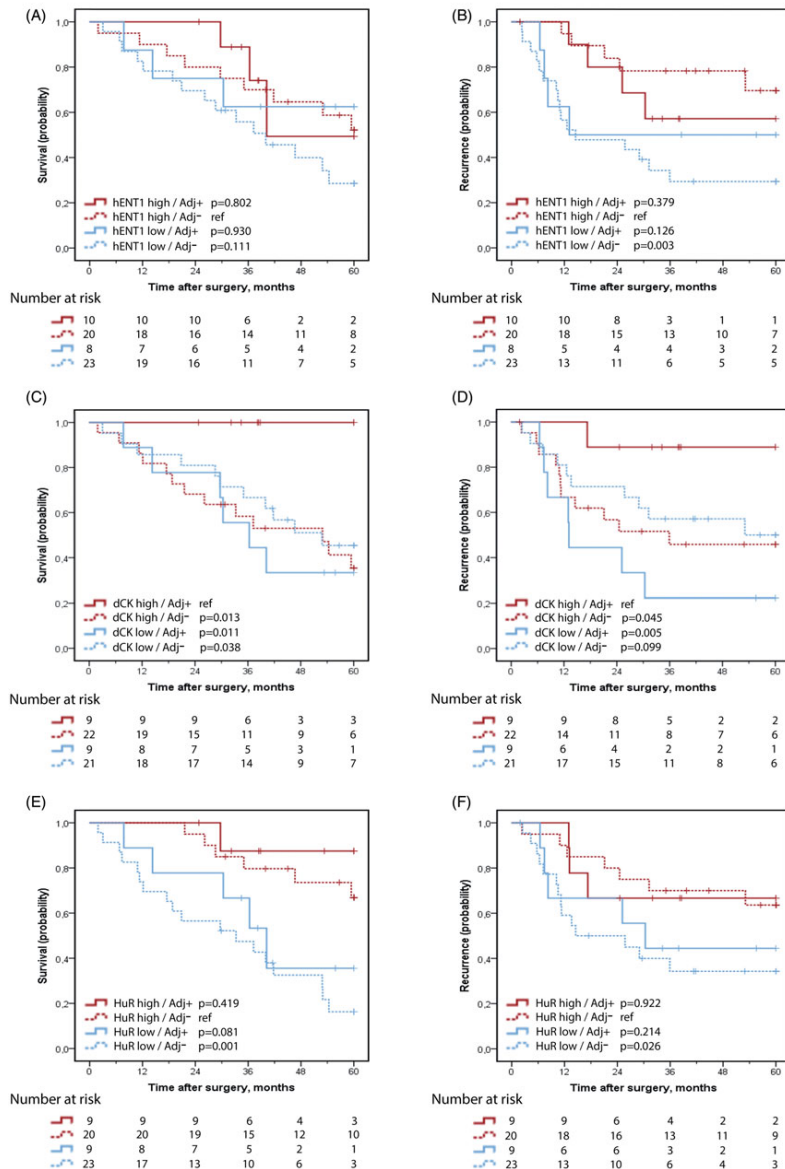 (A)
Survival (probability)
1,0
0,8
0,6
0,4
0,2
0,0
hENT1 high / Adj+ p=0.802
hENT1 high / Adj− ref
hENT1 low / Adj+ p=0.930
hENT1 low / Adj− p=0.111
0 12 24 36 48 60
Time after surgery, months
Number at risk
10 10 10 6 2 2
20 18 16 14 11 8
8 7 6 5 4 2
23 19 16 11 7 5
(B)
Recurrence (probability)
1,0
0,8
0,6
0,4
0,2
0,0
hENT1 high / Adj+ p=0.379
hENT1 high / Adj− ref
hENT1 low / Adj+ p=0.126
hENT1 low / Adj− p=0.003
0 12 24 36 48 60
Time after surgery, months
10 10 8 3 1 1
20 18 15 13 10 7
8 5 4 4 3 2
23 13 11 6 5 5
(C)
Survival (probability)
1,0
0,8
0,6
0,4
0,2
0,0
dCK high / Adj+ ref
dCK high / Adj− p=0.013
dCK low / Adj+ p=0.011
dCK low / Adj− p=0.038
0 12 24 36 48 60
Time after surgery, months
Number at risk
9 9 9 6 3 3
22 19 15 11 9 6
9 8 7 5 3 1
21 18 17 14 9 7
(D)
Recurrence (probability)
1,0
0,8
0,6
0,4
0,2
0,0
dCK high / Adj+ ref
dCK high / Adj− p=0.045
dCK low / Adj+ p=0.005
dCK low / Adj− p=0.099
0 12 24 36 48 60
Time after surgery, months
Number at risk
9 9 8 5 2 2
22 14 11 8 7 6
9 6 4 2 2 1
21 17 15 11 8 6
(E)
Survival (probability)
1,0
0,8
0,6
0,4
0,2
0,0
HuR high / Adj+ p=0.419
HuR high / Adj− ref
HuR low / Adj+ p=0.081
HuR low / Adj− p=0.001
0 12 24 36 48 60
Time after surgery, months
Number at risk
9 9 9 6 4 3
20 20 19 15 12 10
9 8 7 5 2 1
23 17 13 10 6 3
(F)
Recurrence (probability)
1,0
0,8
0,6
0,4
0,2
0,0
HuR high / Adj+ p=0.922
HuR high / Adj− ref
HuR low / Adj+ p=0.214
HuR low / Adj− p=0.026
0 12 24 36 48 60
Time after surgery, months
Number at risk
9 9 6 4 2 2
20 18 16 13 11 9
9 6 6 3 2 1
23 13 10 6 4 3